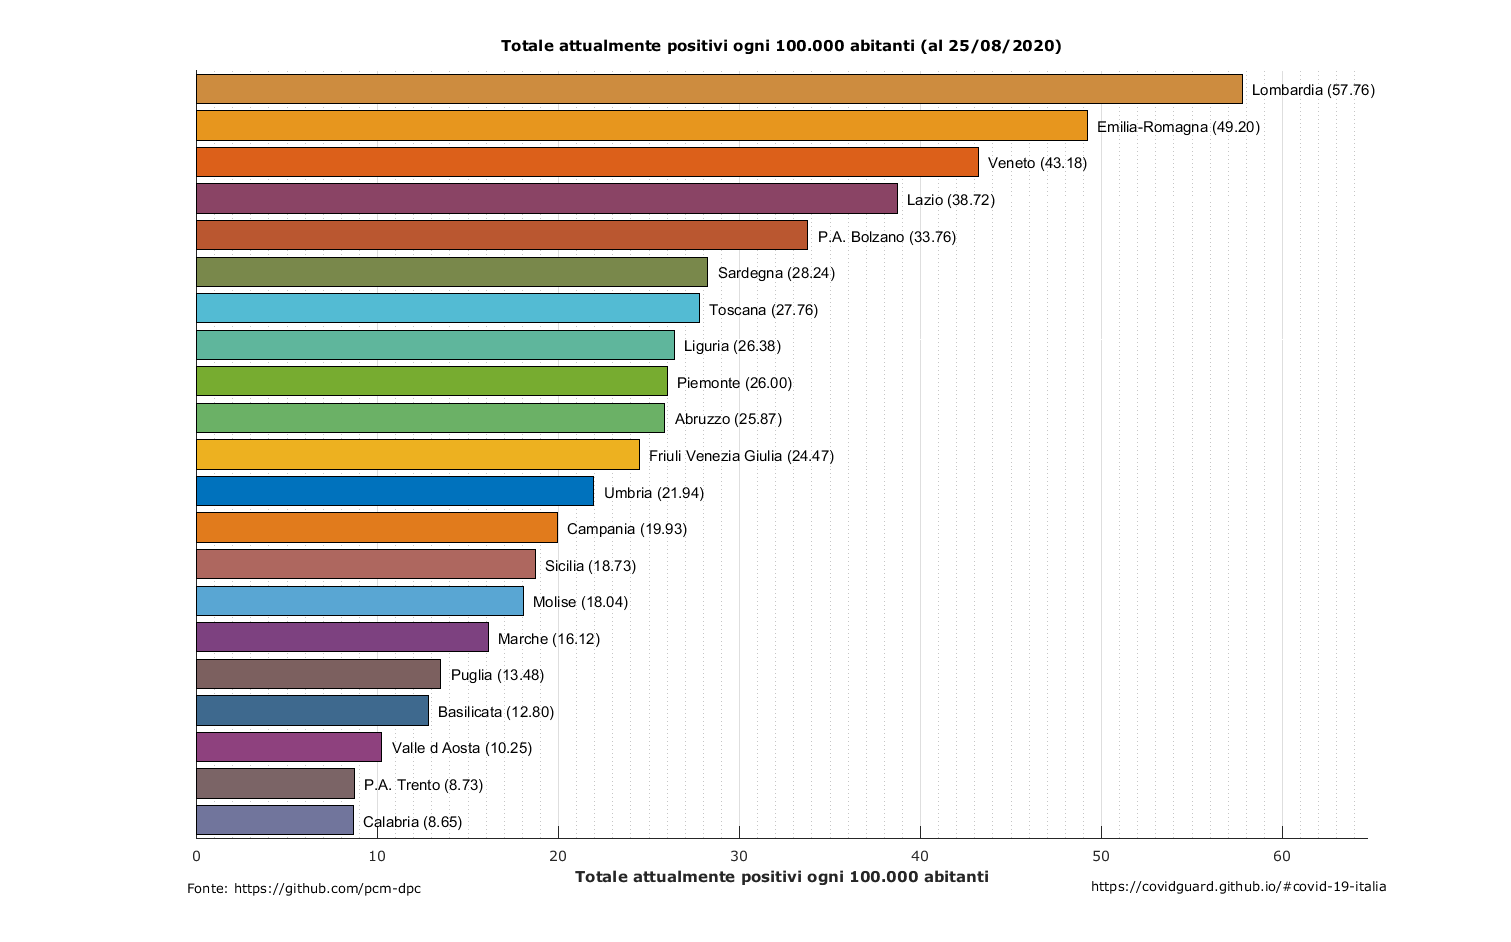 Totale attualmente positivi ogni 100.000 abitanti (al 25/08/2020)
Lombardia (57.76)
Emilia-Romagna (49.20)
Veneto (43.18)
Lazio (38.72)
P.A. Bolzano (33.76)
Sardegna (28.24)
Toscana (27.76)
Liguria (26.38)
Piemonte (26.00)
Abruzzo (25.87)
Friuli Venezia Giulia (24.47)
Umbria (21.94)
Campania (19.93)
Sicilia (18.73)
Molise (18.04)
Marche (16.12)
Puglia (13.48)
Basilicata (12.80)
Valle d Aosta (10.25)
P.A. Trento (8.73)
Calabria (8.65)
0 10 20 30 40 50 60
Totale attualmente positivi ogni 100.000 abitanti
Fonte: https://github.com/pcm-dpc
https://covidguard.github.io/#covid-19-italia